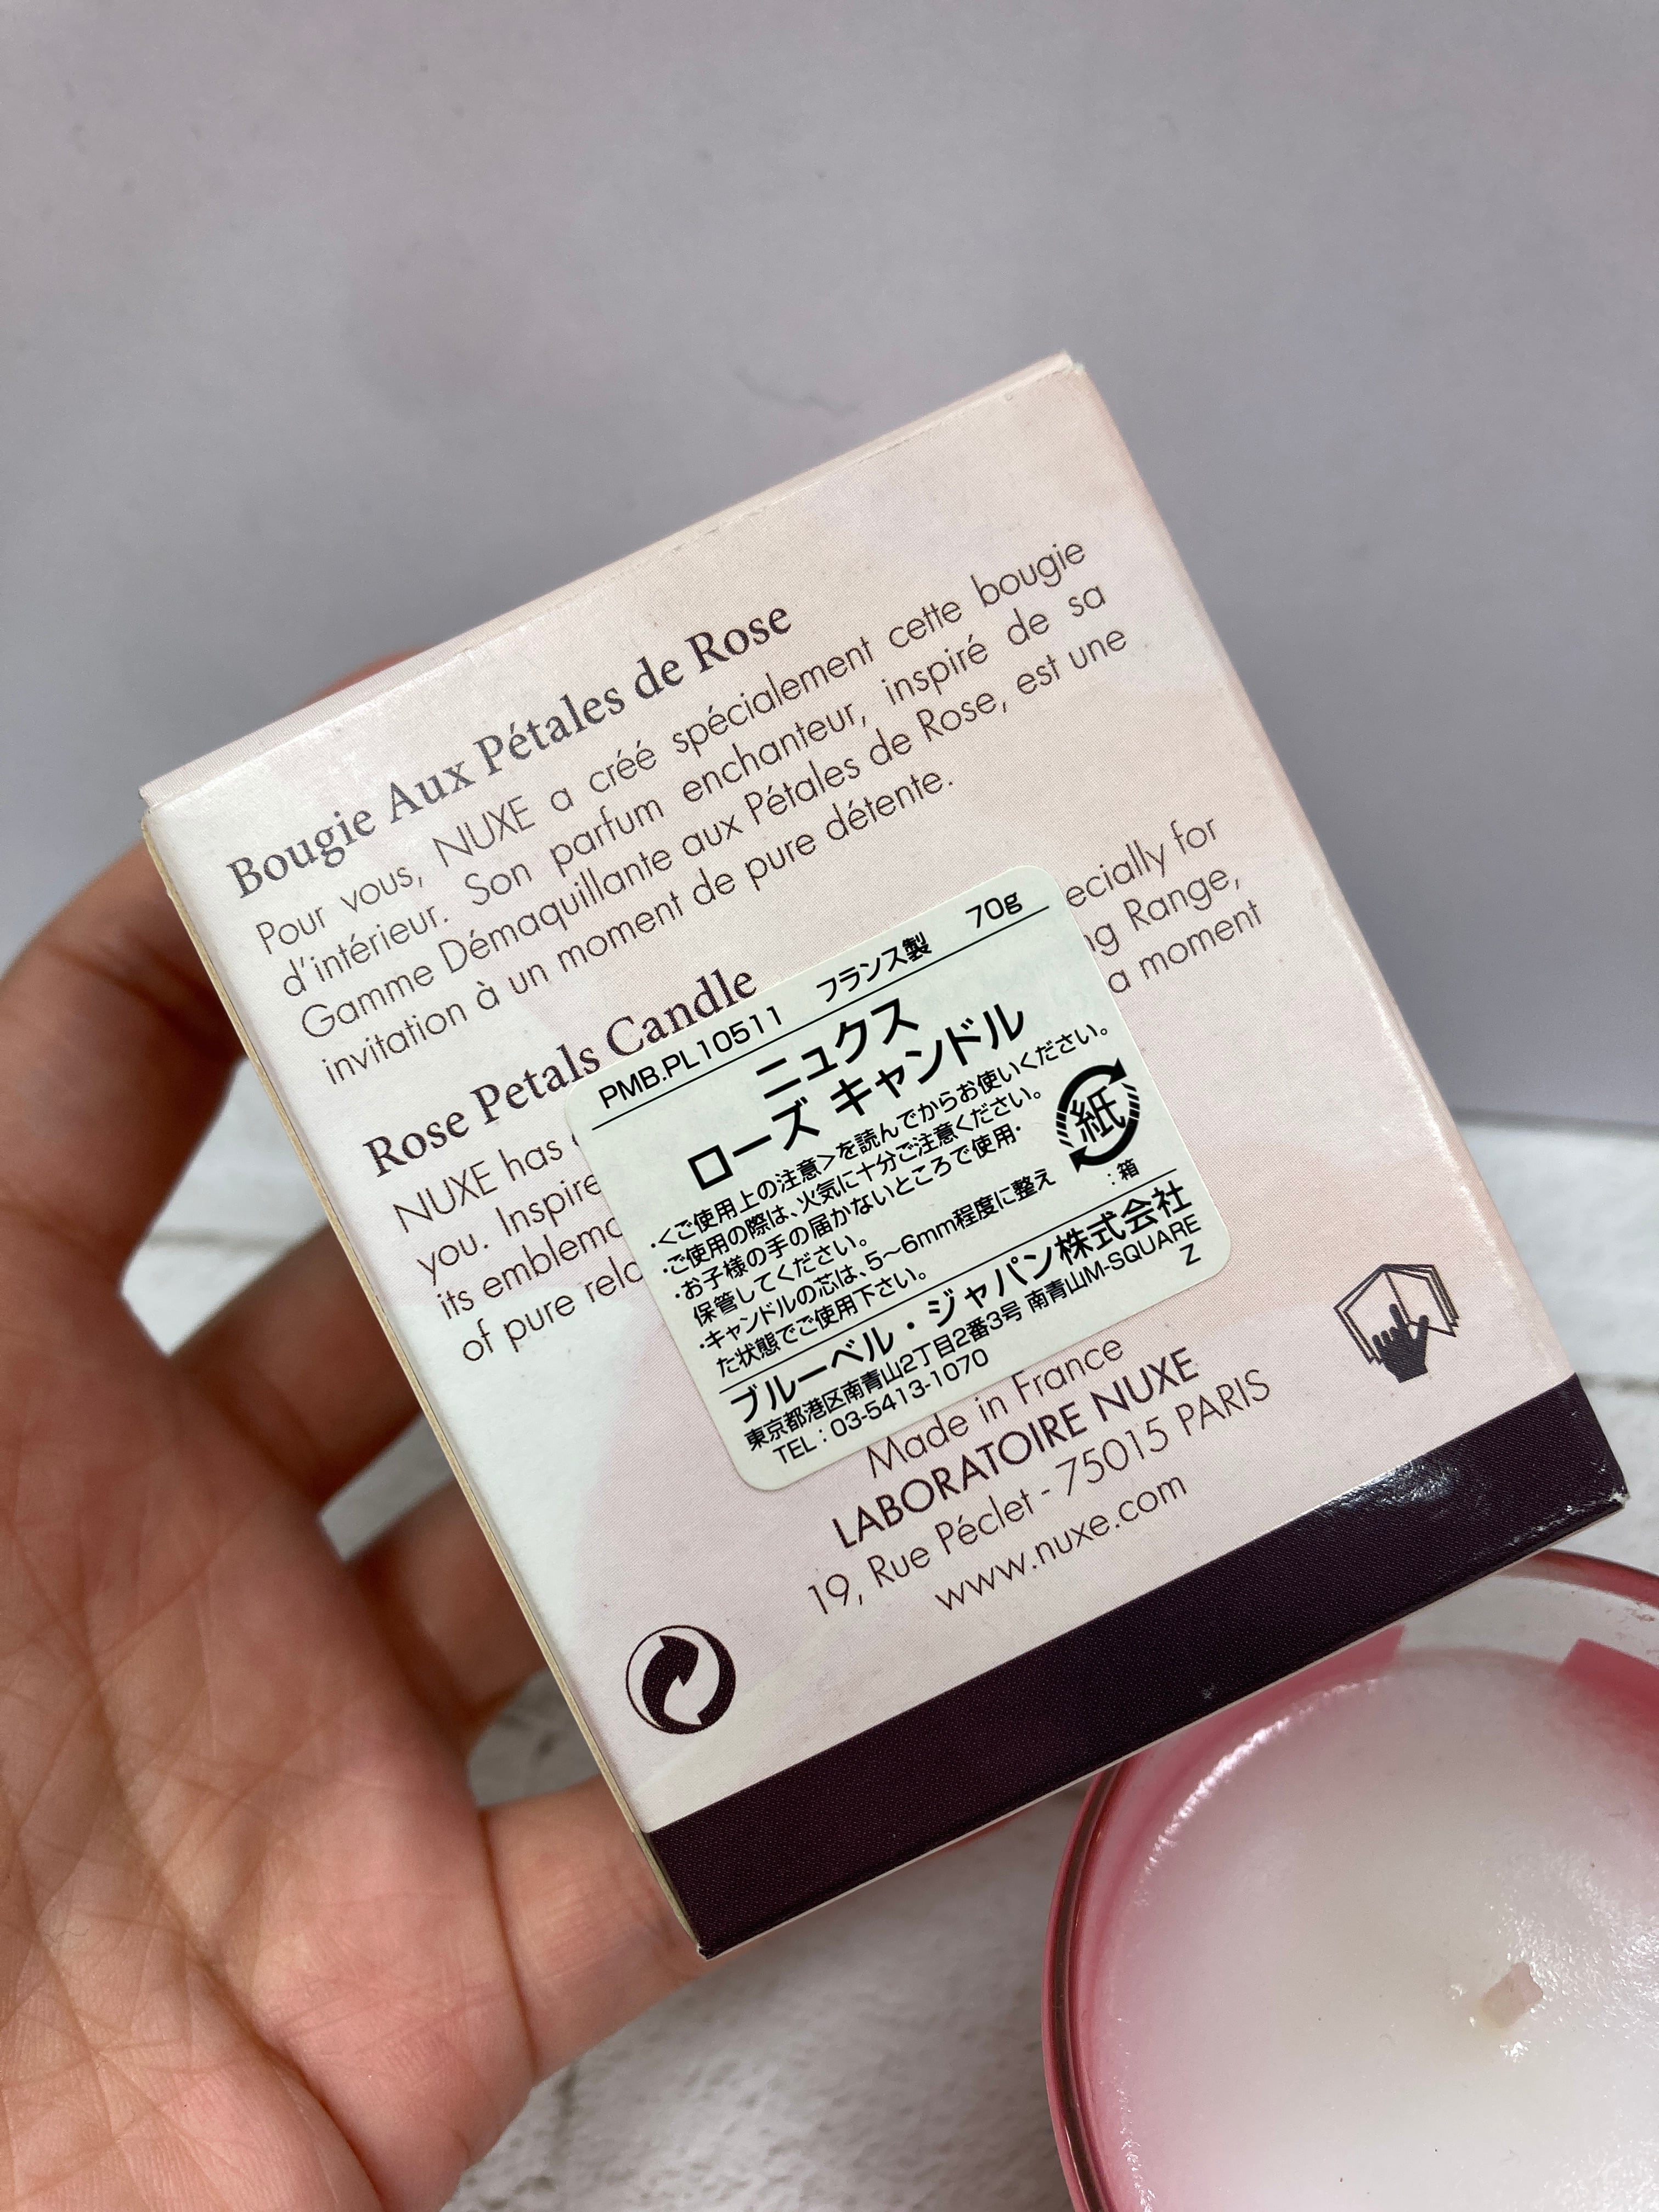 Bougie Aux Pétales de Rose
Pour vous, NUXE a créé spécialement cette bougie
d'intérieur. Son parfum enchanteur, inspiré de sa
Gamme Démaquillante aux Pétales de Rose, est une
invitation à un moment de pure détente.
Rose Petals Candle
NUXE has ecially for
you. Inspire ng Range,
its emblema a moment
of pure rela
PMB.PL10511 フランス製 70g
ニュクス
ローズ キャンドル
・<ご使用上の注意>を読んでからお使いください。
・ご使用の際は、火気に十分ご注意ください。
・お子様の手の届かないところで使用・
保管してください。
・キャンドルの芯は、5〜6mm程度に整え
た状態でご使用下さい。
紙
:箱
ブルーベル・ジャパン株式会社
東京都港区南青山2丁目2番3号 南青山M-SQUARE
TEL:03-5413-1070 Z
Made in France
LABORATOIRE NUXE
19, Rue Péclet - 75015 PARIS
www.nuxe.com